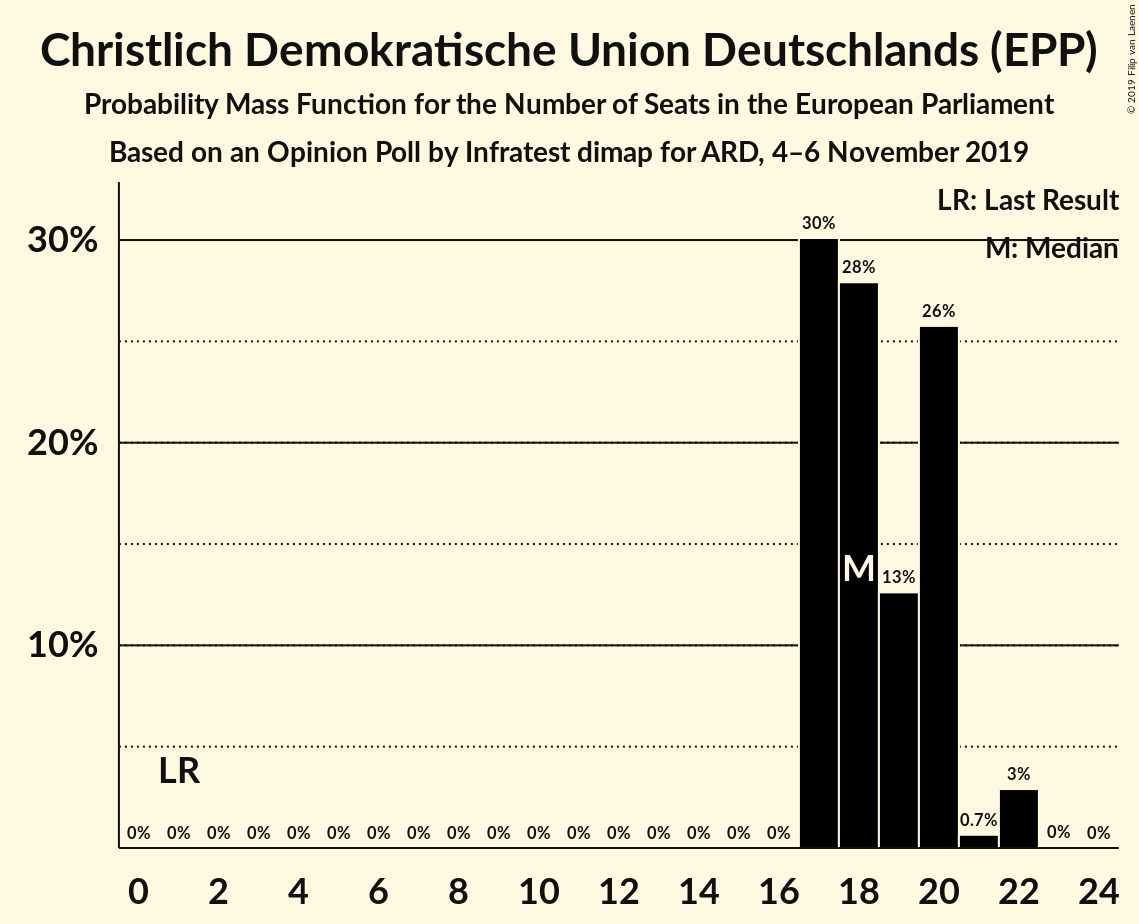 Christlich Demokratische Union Deutschlands (EPP)
Probability Mass Function for the Number of Seats in the European Parliament
Based on an Opinion Poll by Infratest dimap for ARD, 4–6 November 2019
© 2019 Filip van Laenen
LR: Last Result
M: Median
30%
20%
10%
30%
28%
26%
M
13%
LR
3%
0.7%
0% 0% 0% 0% 0% 0% 0% 0% 0% 0% 0% 0% 0% 0% 0% 0% 0% 0% 0%
0 2 4 6 8 10 12 14 16 18 20 22 24